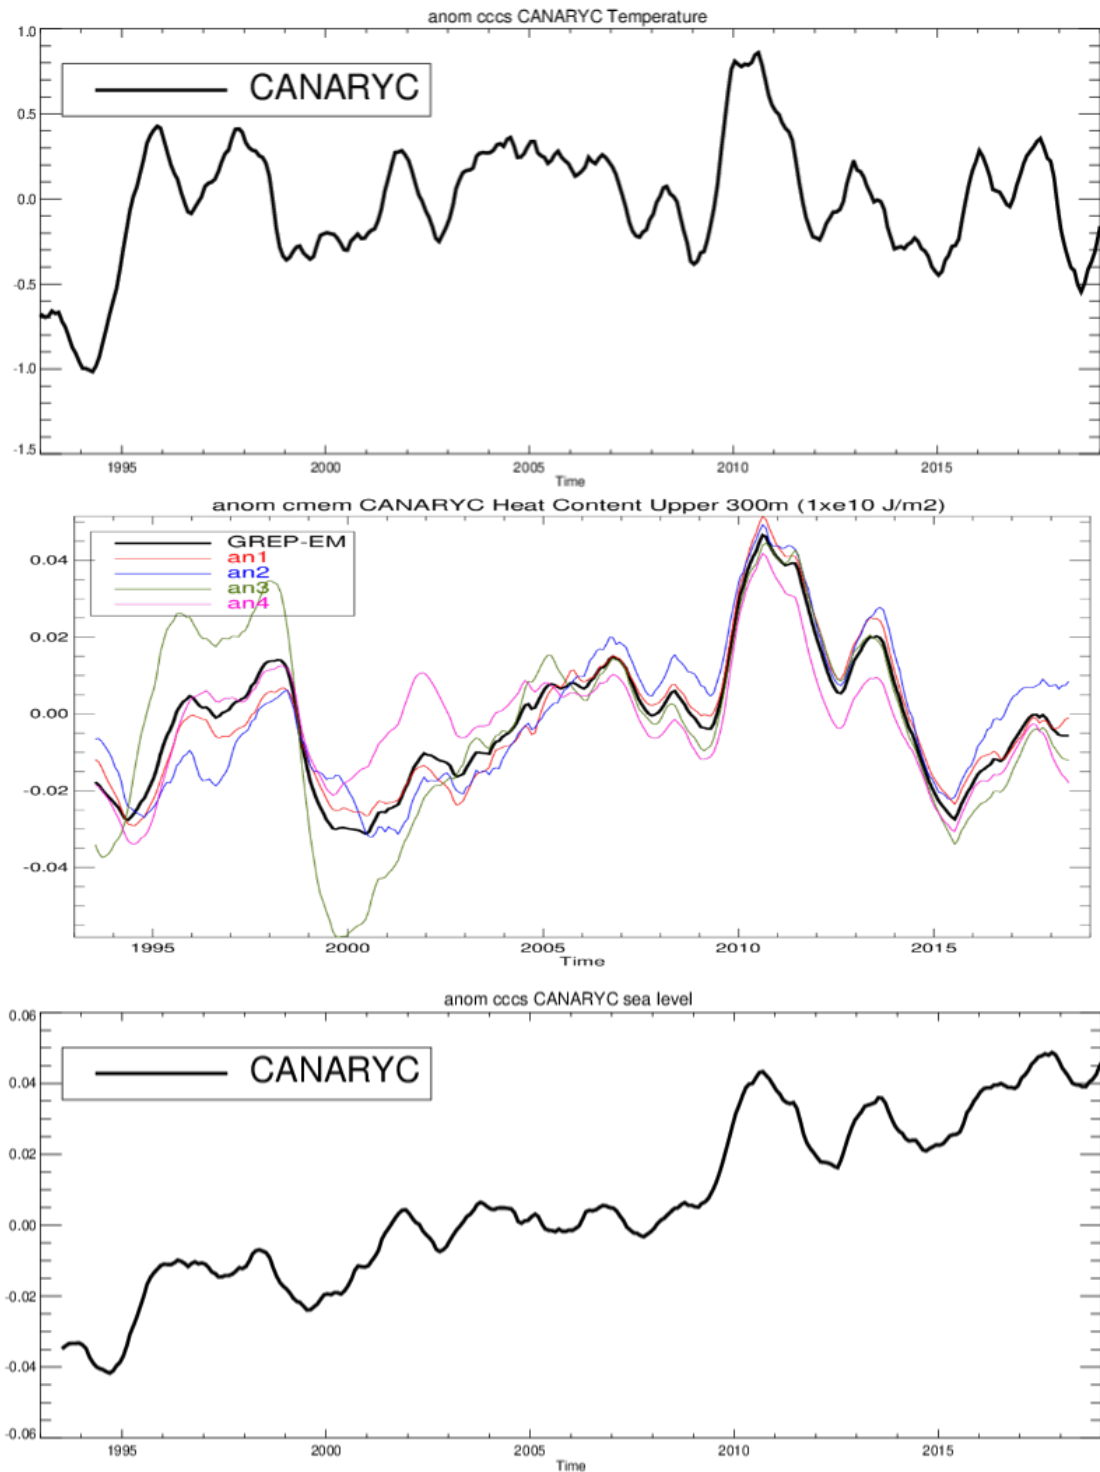 anom cccs CANARYC Temperature
1.0
CANARYC
0.5
0.0
-0.5
-1.0
-1.5
1995 2000 2005 2010 2015
Time
anom cmem CANARYC Heat Content Upper 300m (1xe10 J/m2)
GREP-EM
0.04
an1
an2
an3
an4
0.02
0.00
-0.02
-0.04
1995 2000 2005 2010 2015
Time
anom cccs CANARYC sea level
0.06
CANARYC
0.04
0.02
0.00
-0.02
-0.04
-0.06
1995 2000 2005 2010 2015
Time